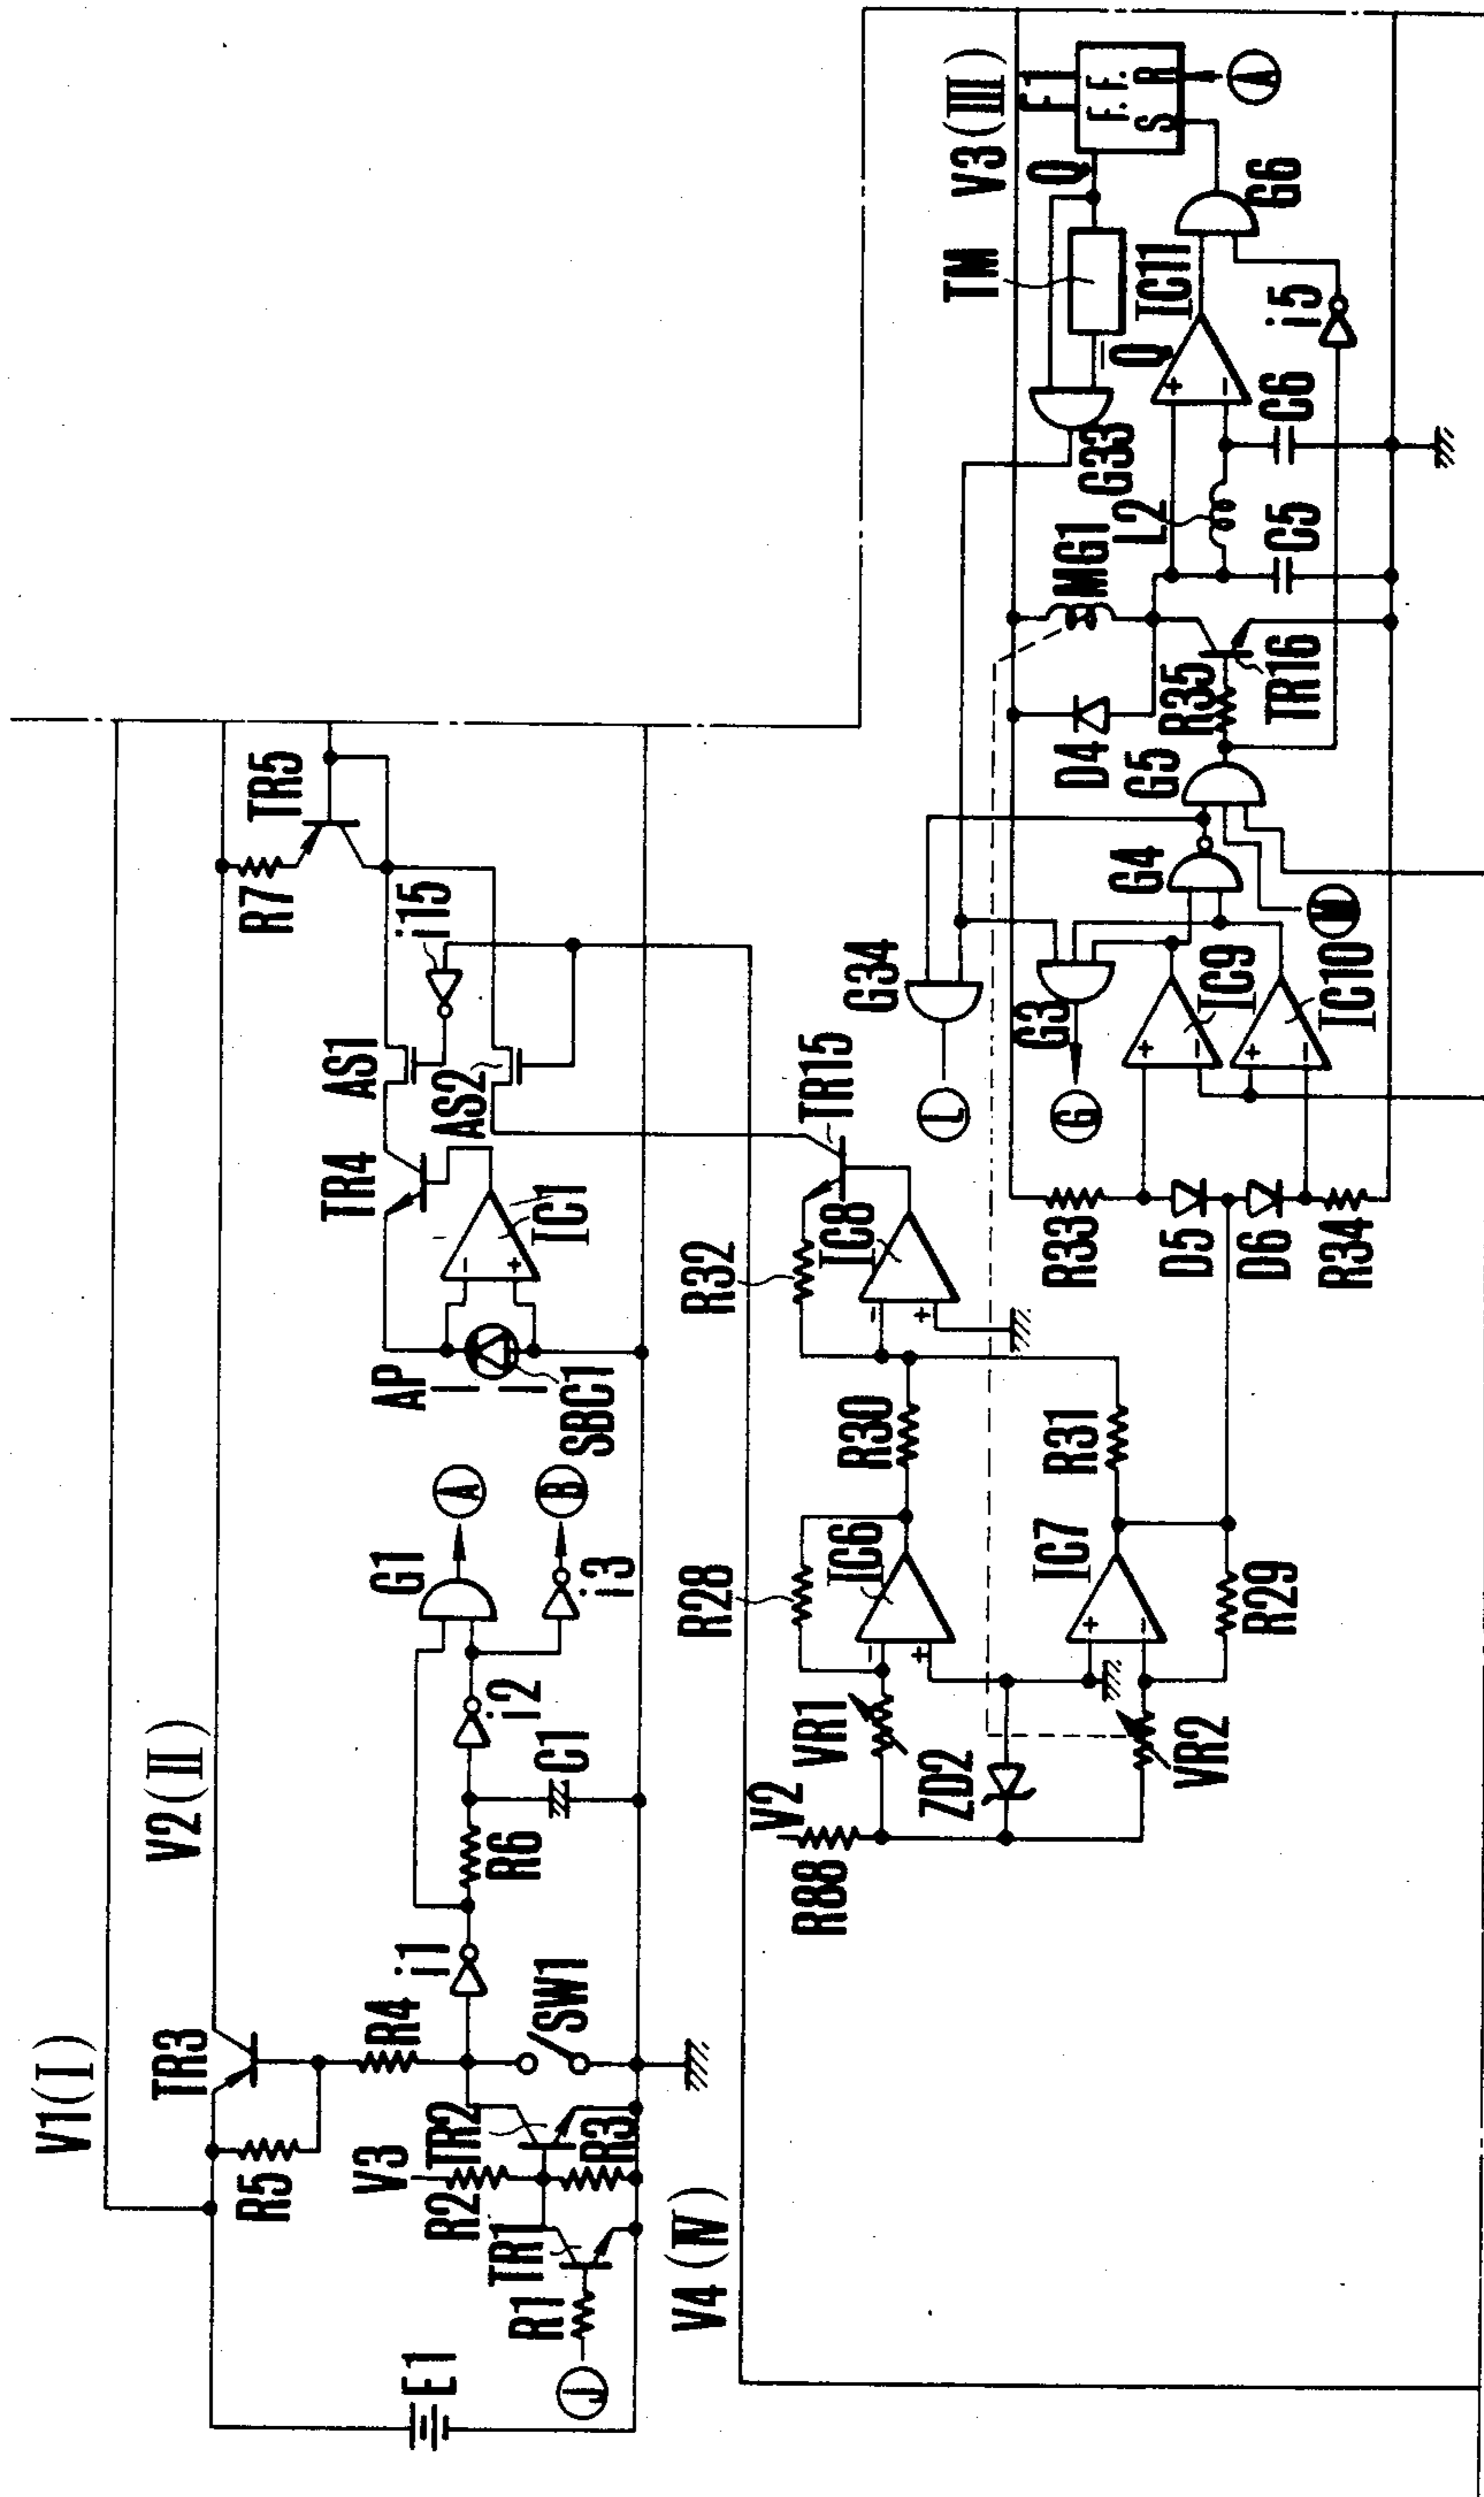 V1(I)
V2(II)
TR3
R5
R4
i1
V3
R2
TR2
R3
SW1
TR1
R1
J
E1
V4(IV)
R6
C1
i2
i3
G1
A
B
AP
SBC1
IC1
TR4
AS1
AS2
i15
R7
TR5
V2
R88
VR1
ZD2
VR2
R28
IC6
IC7
R29
R30
R31
R32
IC8
TR15
L
G34
G
G3
R33
D5
D6
R34
IC9
IC10
M
G4
G5
D4
R35
TR16
MG1
L2
C5
C6
G33
IC11
i5
G6
TM
Q
Q̅
V3(III)
F1
F.F.
S R
A
- +
- +
- +
+ -
+ -
+ -
+ -